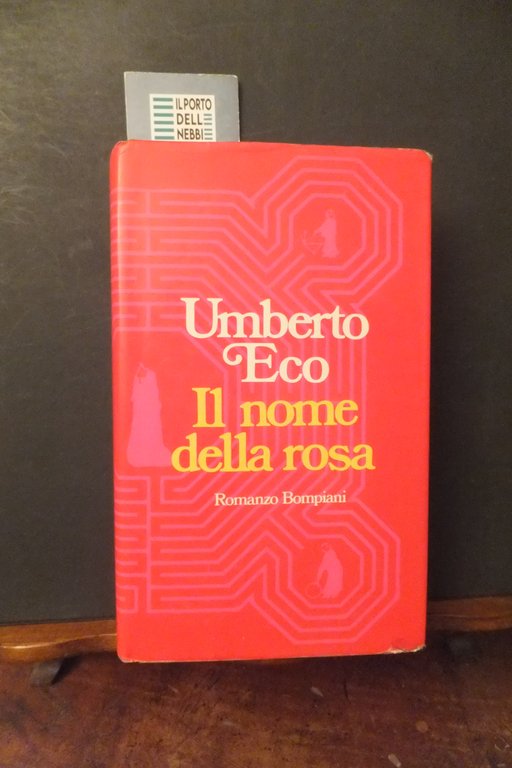 IL PORTO
DELL
NEBBI
Umberto
Eco
Il nome
della rosa
Romanzo Bompiani